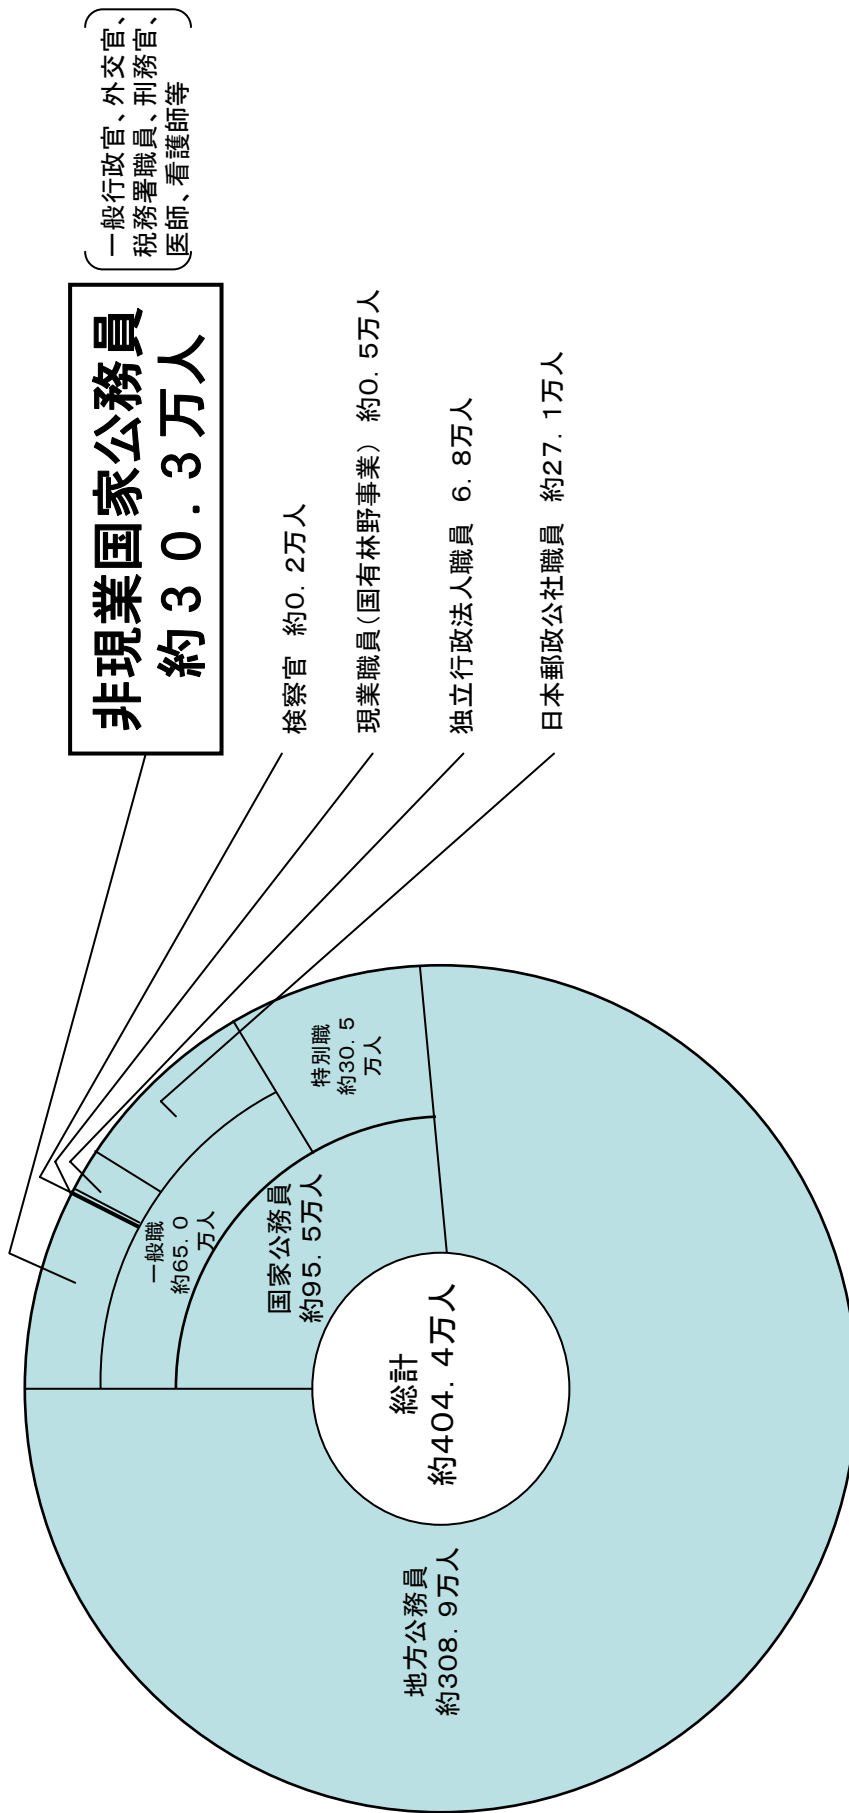 非現業国家公務員
約３０．３万人
一般行政官、外交官、
税務署職員、刑務官、
医師、看護師等
検察官 約0．2万人
現業職員（国有林野事業） 約0．5万人
独立行政法人職員 6．8万人
日本郵政公社職員 約27．1万人
特別職
約30．5
万人
一般職
約65．0
万人
国家公務員
約95．5万人
総計
約404．4万人
地方公務員
約308．9万人